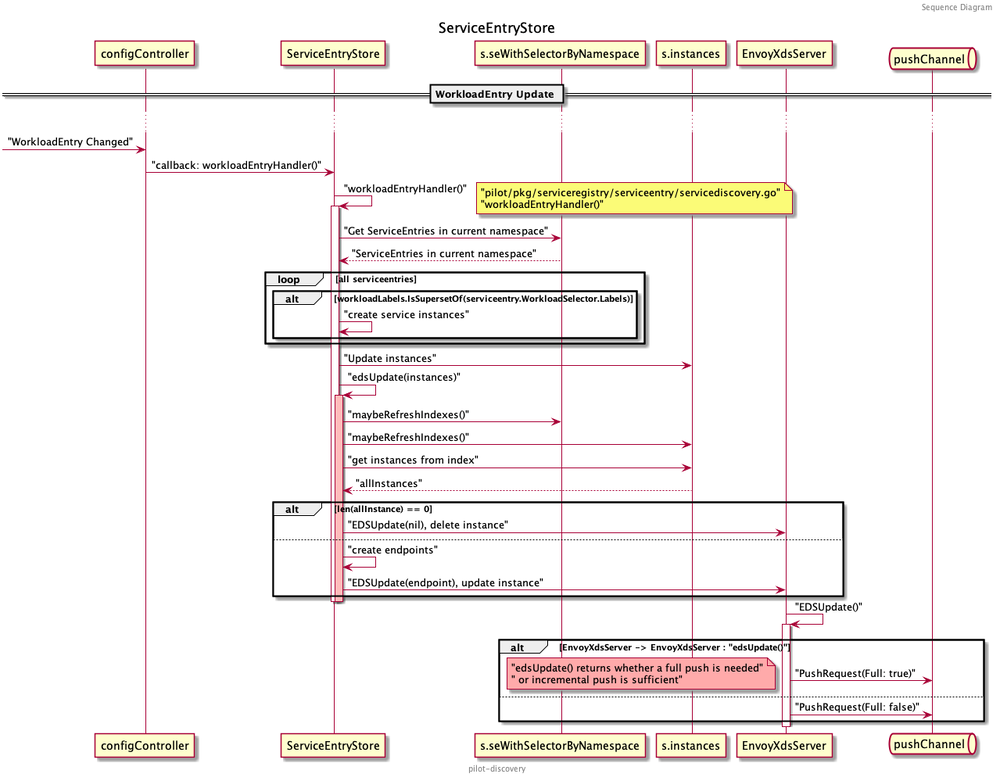 Sequence Diagram
ServiceEntryStore
configController
ServiceEntryStore
s.seWithSelectorByNamespace
s.instances
EnvoyXdsServer
pushChannel
WorkloadEntry Update
"WorkloadEntry Changed"
"callback: workloadEntryHandler()"
"workloadEntryHandler()"
"pilot/pkg/serviceregistry/serviceentry/servicediscovery.go"
"workloadEntryHandler()"
"Get ServiceEntries in current namespace"
"ServiceEntries in current namespace"
loop
[all serviceentries]
alt
[workloadLabels.IsSupersetOf(serviceentry.WorkloadSelector.Labels)]
"create service instances"
"Update instances"
"edsUpdate(instances)"
"maybeRefreshIndexes()"
"maybeRefreshIndexes()"
"get instances from index"
"allInstances"
alt
[len(allInstance) == 0]
"EDSUpdate(nil), delete instance"
"create endpoints"
"EDSUpdate(endpoint), update instance"
"EDSUpdate()"
alt
[EnvoyXdsServer -> EnvoyXdsServer : "edsUpdate()"]
"edsUpdate() returns whether a full push is needed"
" or incremental push is sufficient"
"PushRequest(Full: true)"
"PushRequest(Full: false)"
configController
ServiceEntryStore
s.seWithSelectorByNamespace
s.instances
EnvoyXdsServer
pushChannel
pilot-discovery